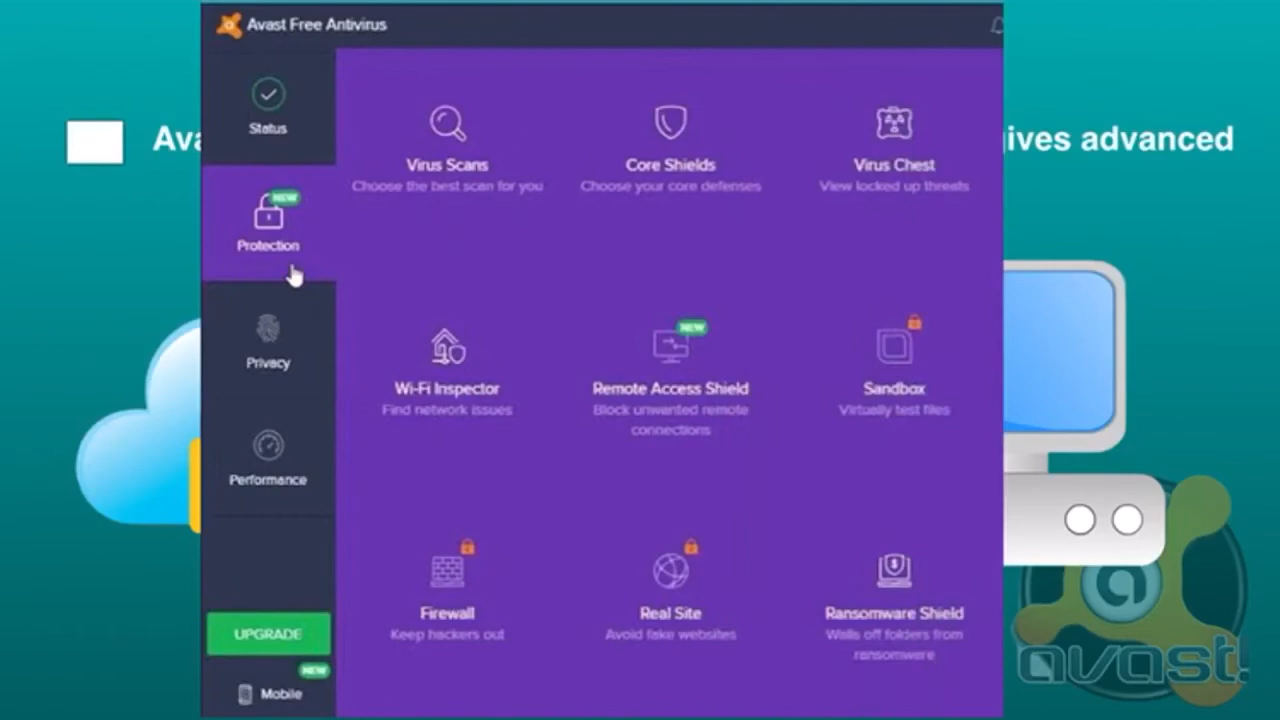 Avast Free Antivirus
Status
Ava
gives advanced
Virus Scans
Choose the best scan for you
Core Shields
Choose your core defenses
Virus Chest
View locked up threats
NEW
Protection
Privacy
Wi-Fi Inspector
Find network issues
NEW
Remote Access Shield
Block unwanted remote
connections
Sandbox
Virtually test files
Performance
Firewall
Keep hackers out
Real Site
Avoid fake websites
Ransomware Shield
Walls off folders from
ransomware
UPGRADE
NEW
Mobile
a
avast!